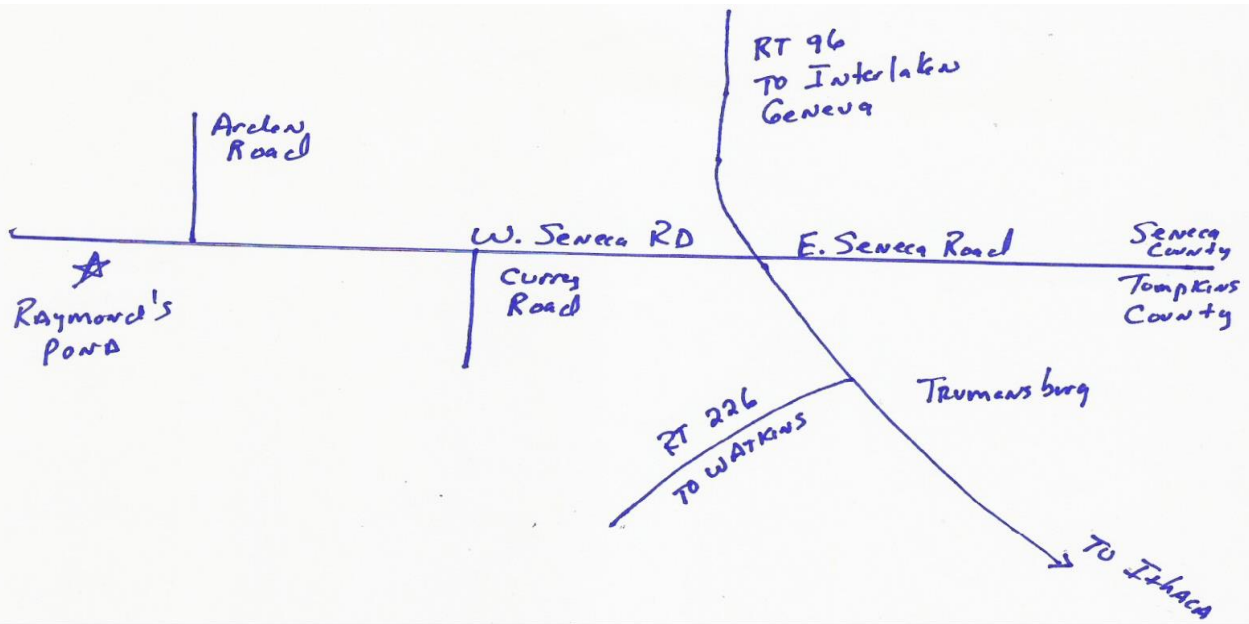 RT 96
To Interlaken
Geneva
Arden
Road
W. Seneca RD
E. Seneca Road
Seneca
County
Tompkins
County
Curry
Road
Raymond's
Pond
Trumansburg
RT 226
To Watkins
To Ithaca